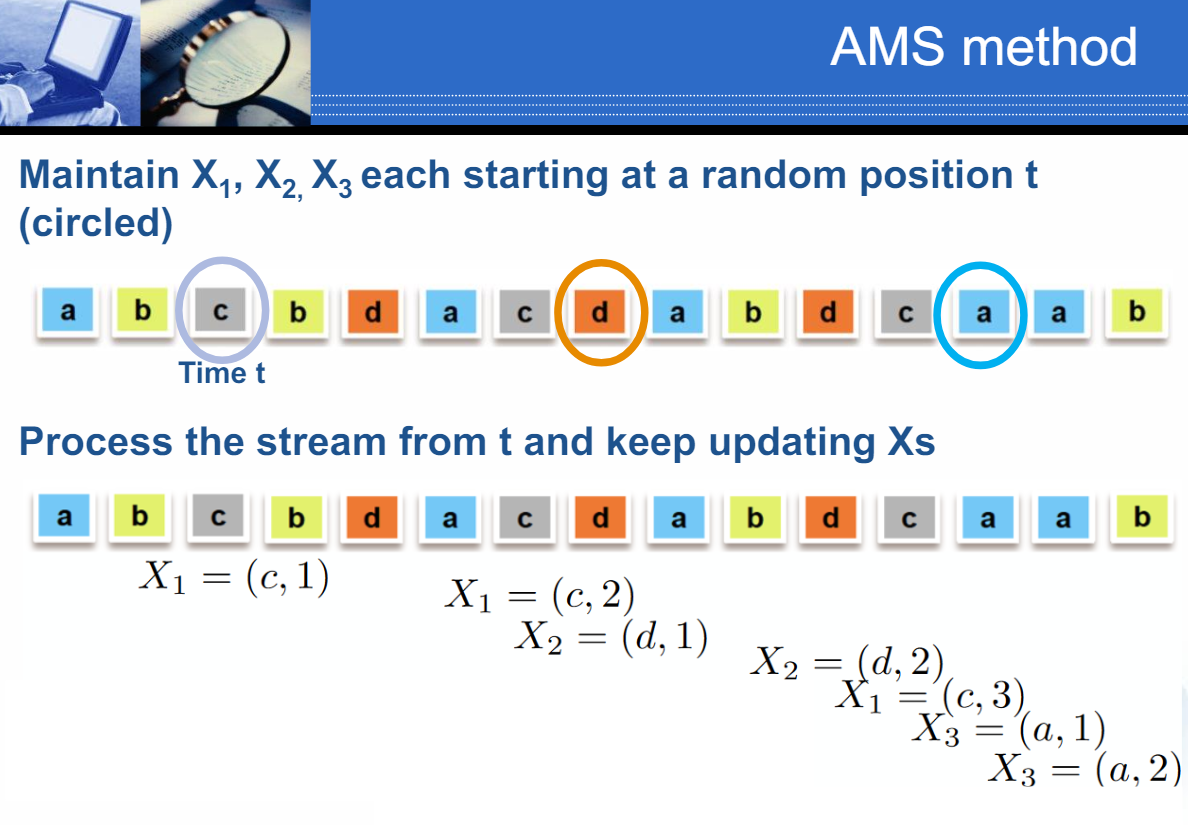 AMS method
Maintain X₁, X₂, X₃ each starting at a random position t
(circled)
a b c b d a c d a b d c a a b
Time t
Process the stream from t and keep updating Xs
a b c b d a c d a b d c a a b
X₁ = (c, 1)
X₁ = (c, 2)
X₂ = (d, 1)
X₂ = (d, 2)
X₁ = (c, 3)
X₃ = (a, 1)
X₃ = (a, 2)